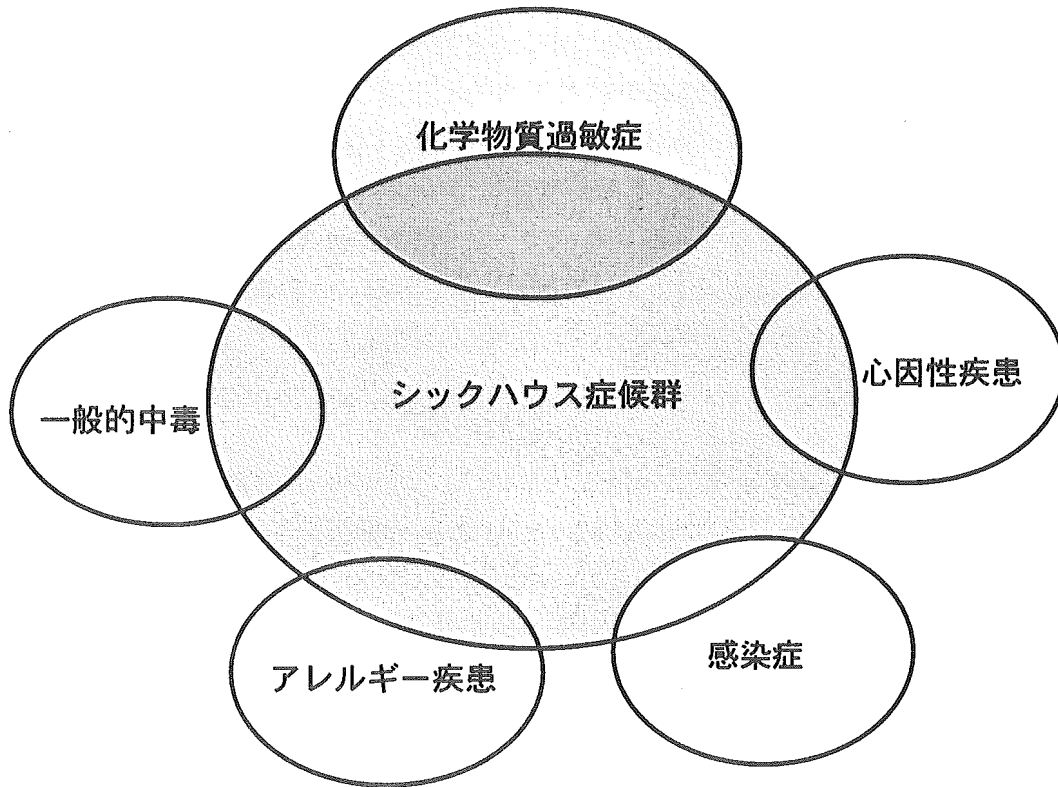 化学物質過敏症
心因性疾患
シックハウス症候群
一般的中毒
感染症
アレルギー疾患